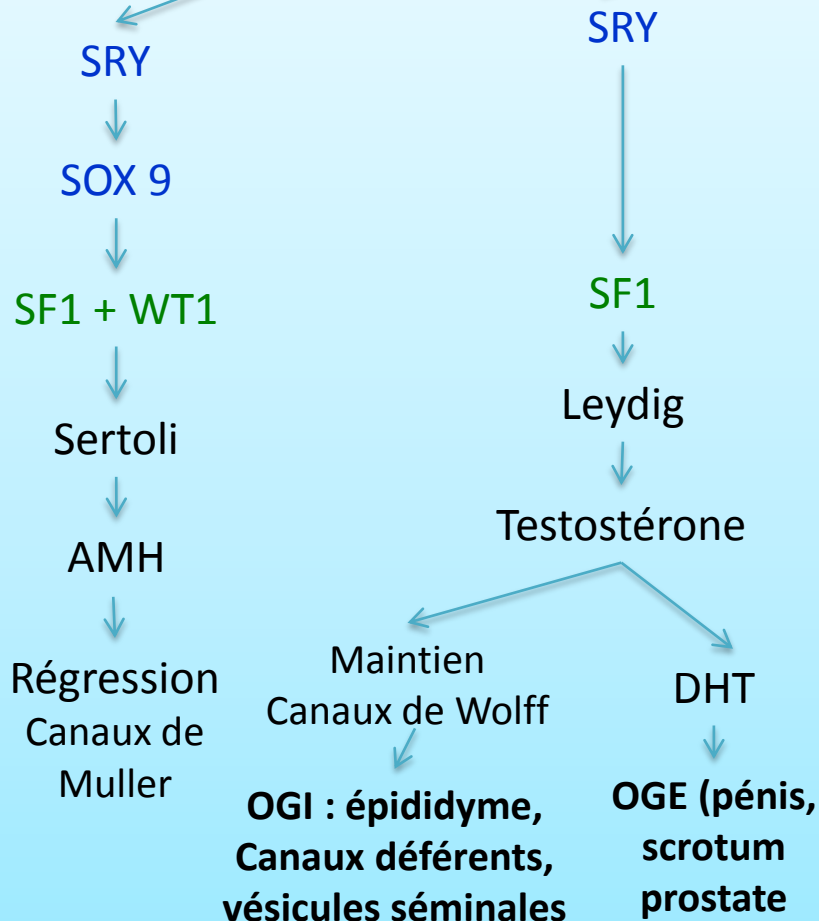 SRY
SOX 9
SF1 + WT1
Sertoli
AMH
Régression
Canaux de
Muller
SRY
SF1
Leydig
Testostérone
Maintien
Canaux de Wolff
OGI : épididyme,
Canaux déférents,
vésicules séminales
DHT
OGE (pénis,
scrotum
prostate